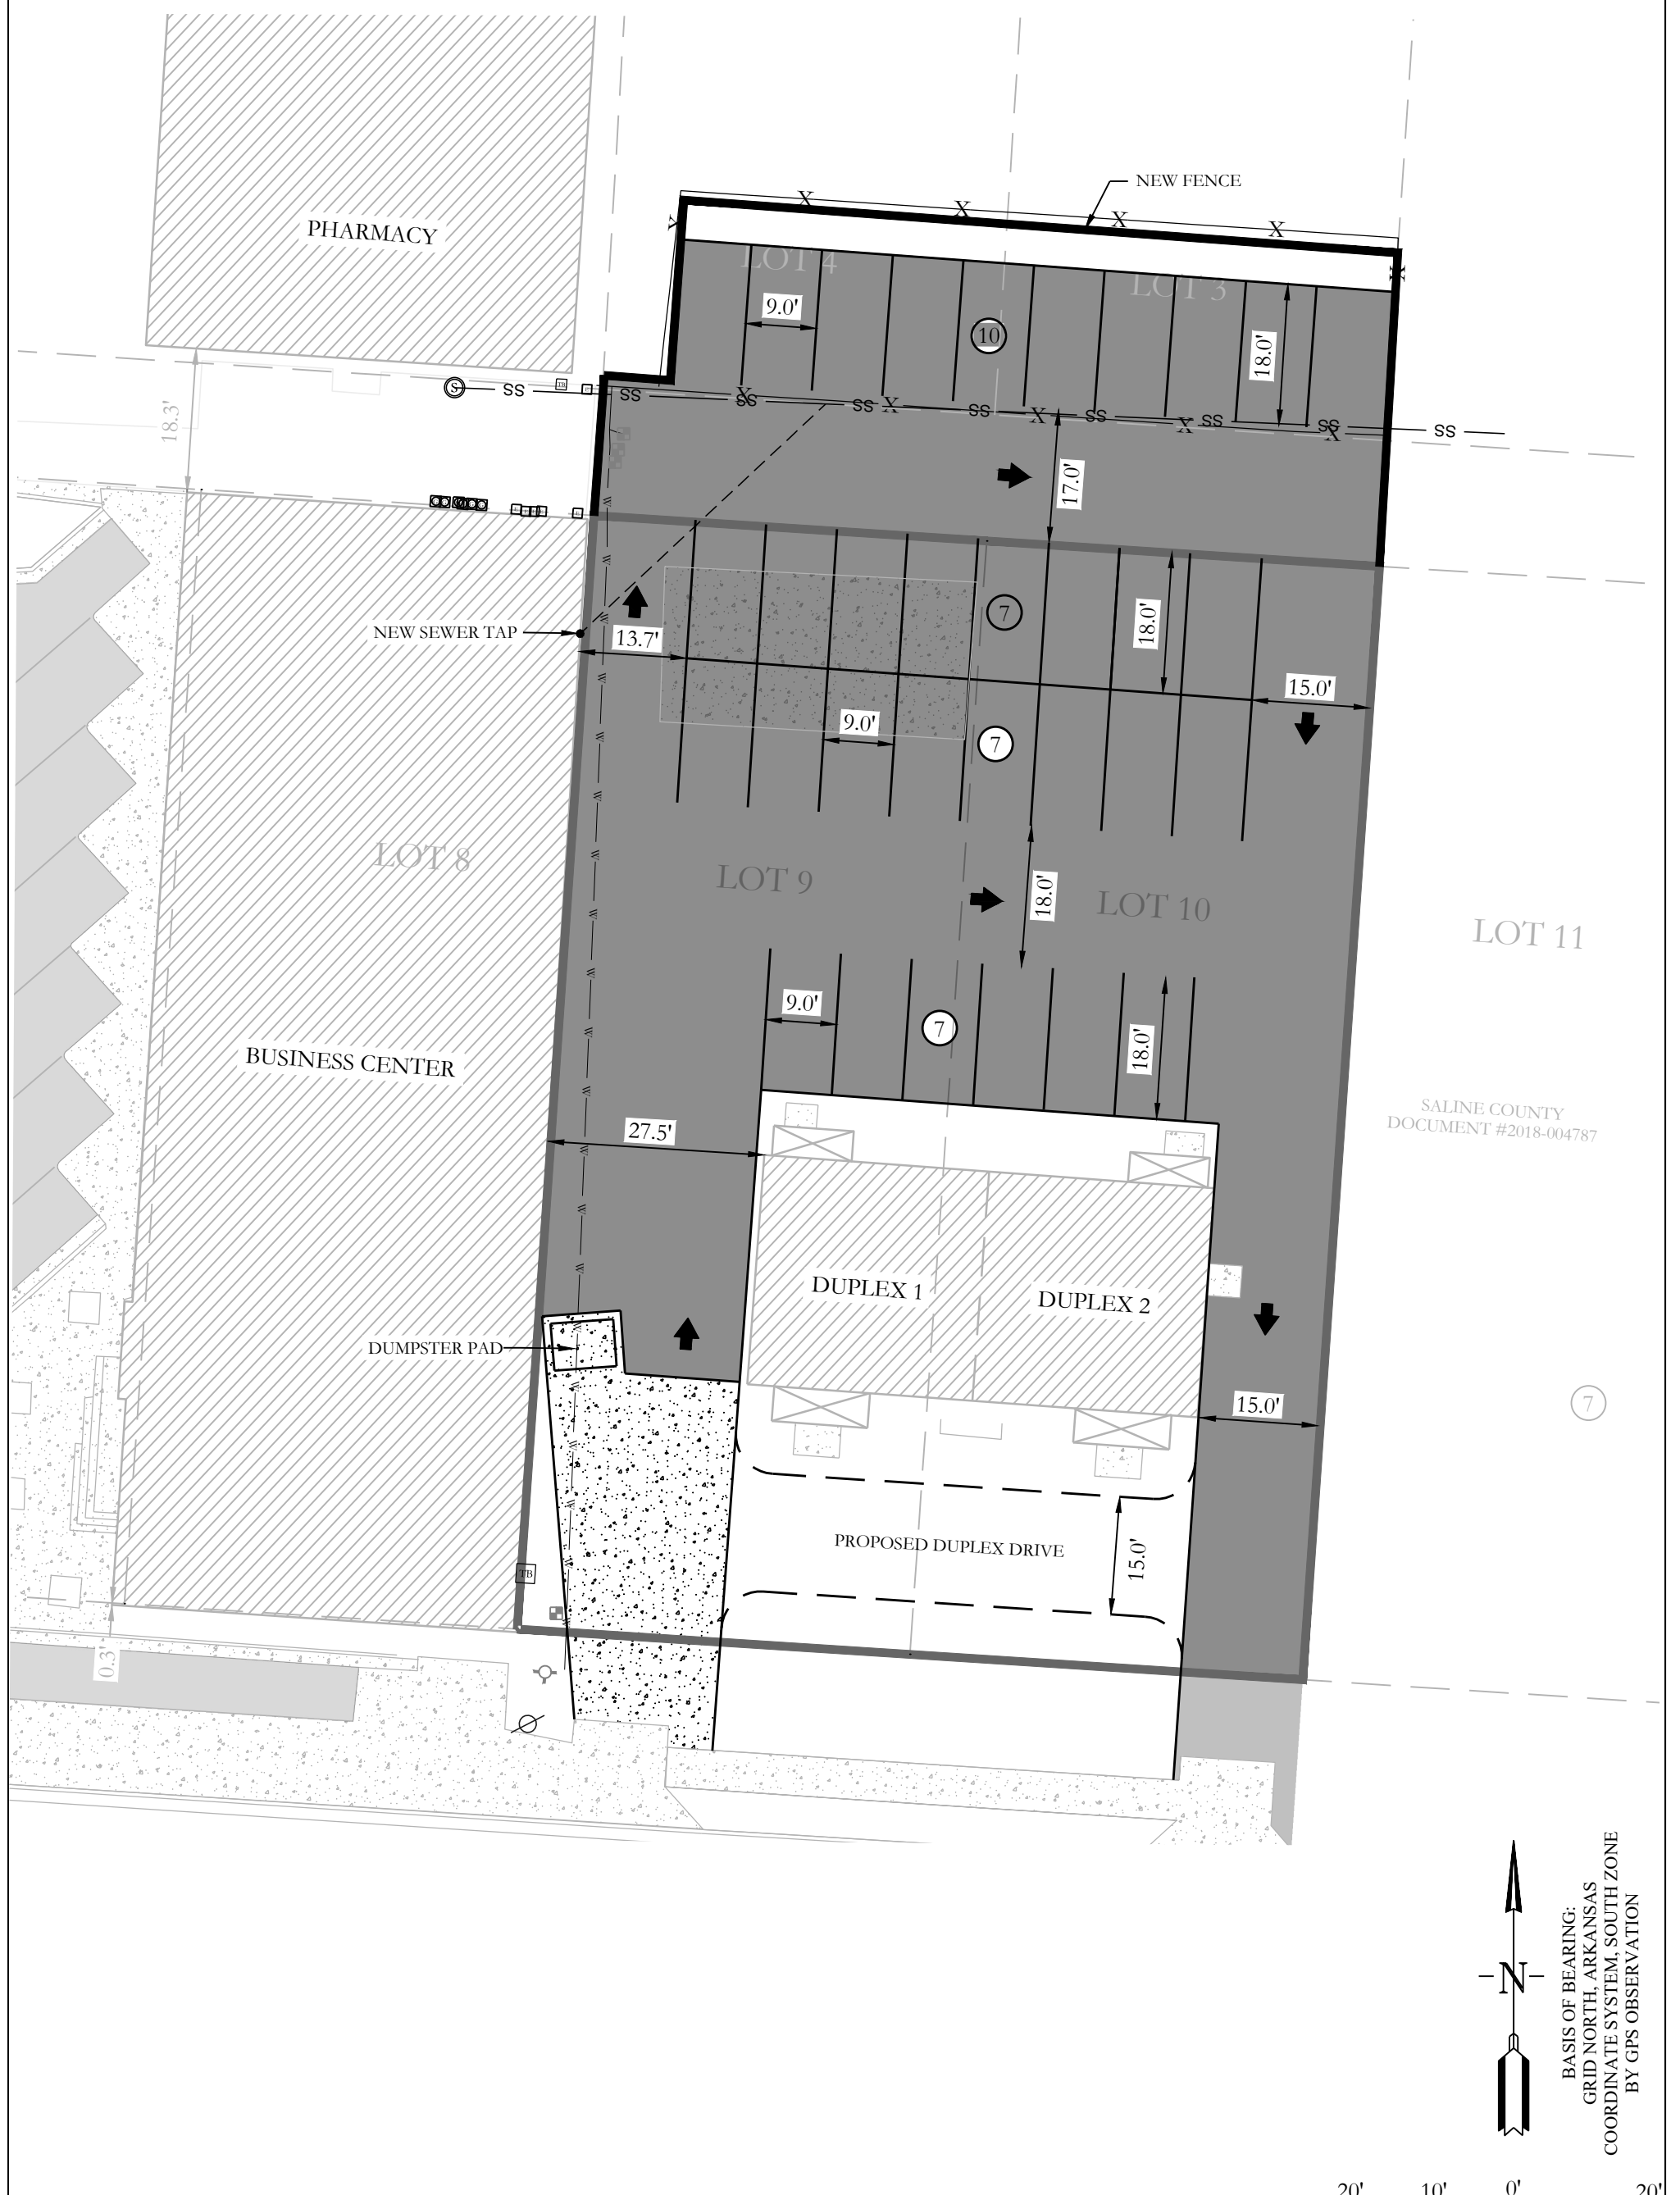 NEW FENCE
PHARMACY
LOT 4
LOT 3
9.0'
10
18.0'
X
X
X
X
X
X
TB
S
SS
SS
SS
SS
SS
SS
SS
SS
SS
X
X
X
X
X
18.3'
17.0'
NEW SEWER TAP
7
18.0'
13.7'
15.0'
9.0'
7
LOT 8
LOT 9
18.0'
LOT 10
LOT 11
9.0'
7
18.0'
BUSINESS CENTER
SALINE COUNTY
DOCUMENT #2018-004787
27.5'
DUPLEX 1
DUPLEX 2
DUMPSTER PAD
15.0'
7
PROPOSED DUPLEX DRIVE
15.0'
TB
0.3'
N
BASIS OF BEARING:
GRID NORTH, ARKANSAS
COORDINATE SYSTEM, SOUTH ZONE
BY GPS OBSERVATION
20' 10' 0' 20'